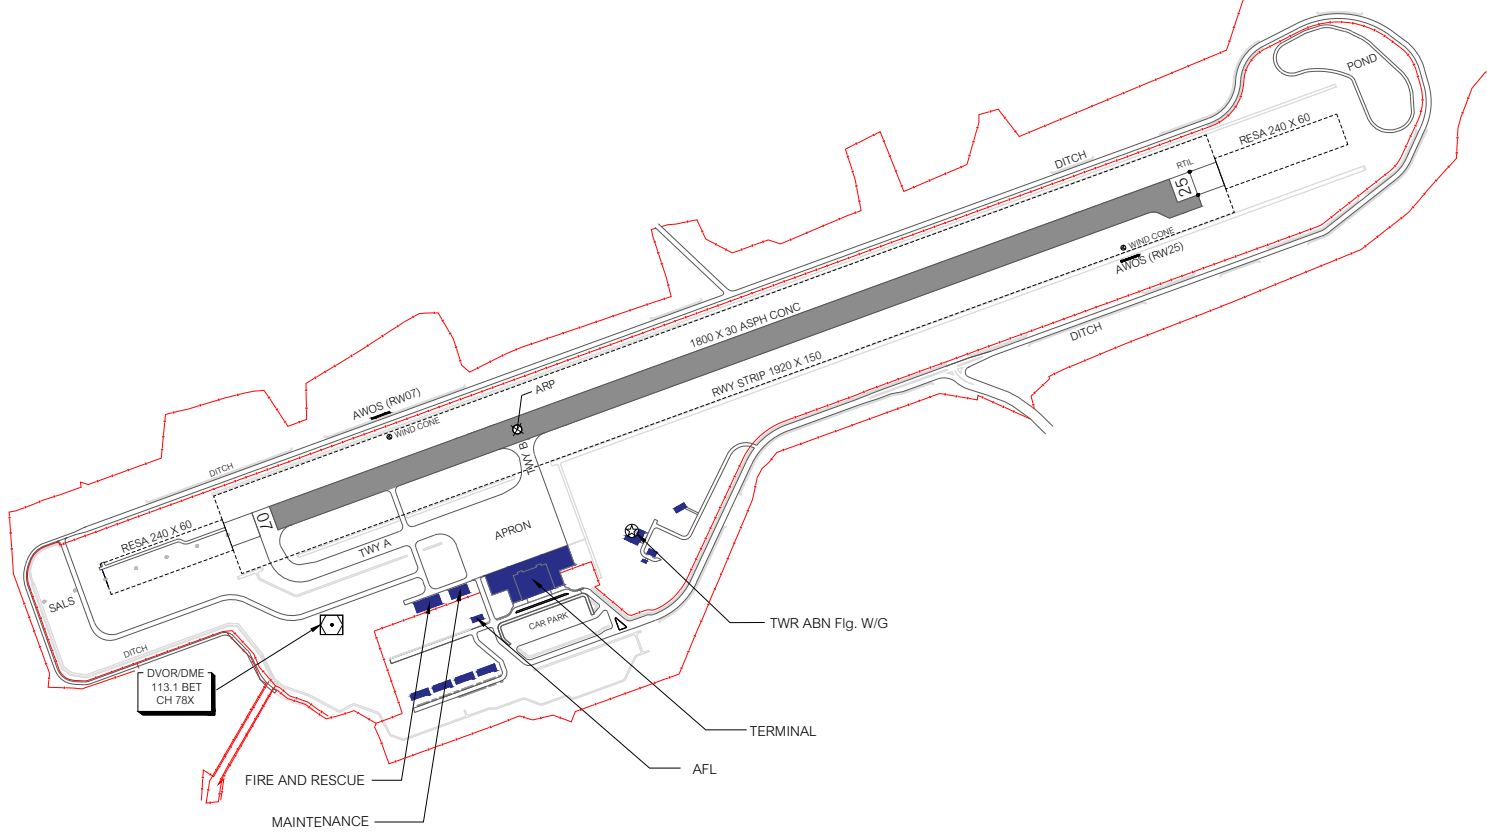 POND
RESA 240 X 60
DITCH
RTIL
25
WIND CONE
AWOS (RW25)
1800 X 30 ASPH CONC
DITCH
RWY STRIP 1920 X 150
ARP
AWOS (RW07)
WIND CONE
TWY B
DITCH
07
RESA 240 X 60
APRON
TWY A
SALS
CAR PARK
TWR ABN Flg. W/G
DITCH
DVOR/DME
113.1 BET
CH 78X
TERMINAL
AFL
FIRE AND RESCUE
MAINTENANCE